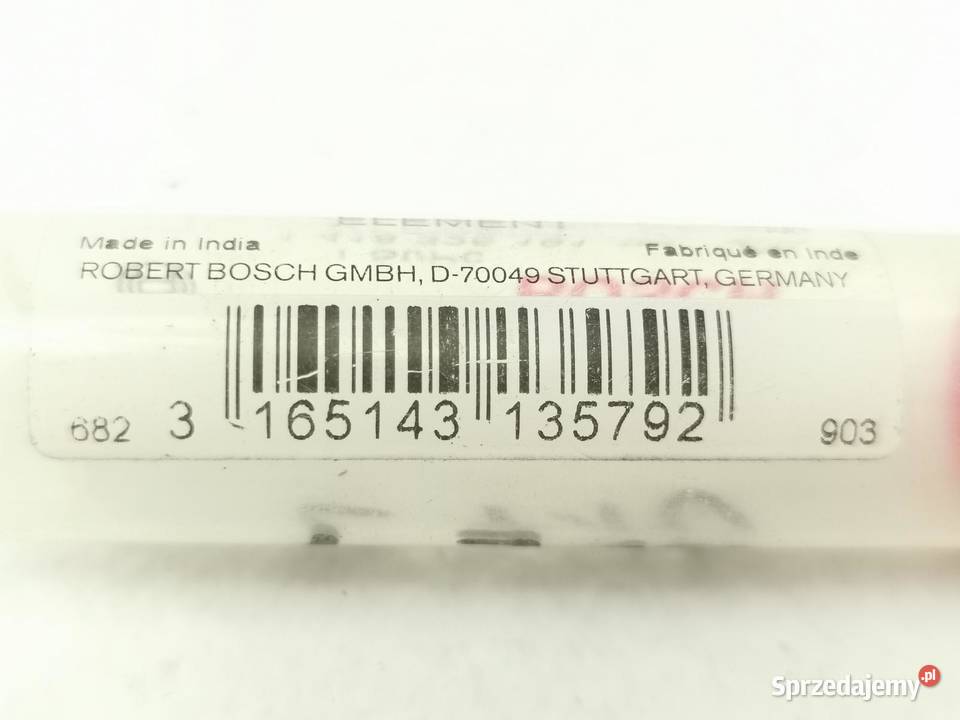 ELEMENT
Made in India
Fabriqué en Inde
ROBERT BOSCH GMBH, D-70049 STUTTGART, GERMANY
682 3 165143 135792 903
Sprzedajemy.pl